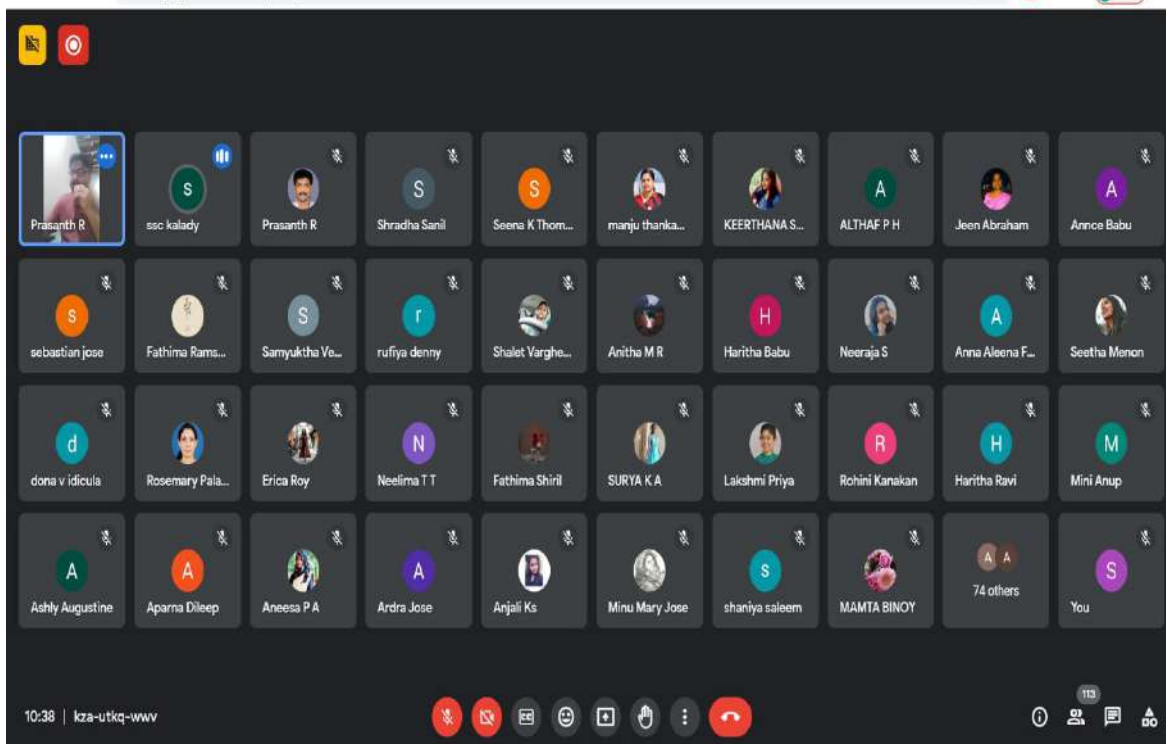 S
Prasanth R
ssc kalady
Prasanth R
S
Shradha Sanil
S
Seena K Thom...
manju thanka...
KEERTHANA S...
A
ALTHAF P H
Jeen Abraham
A
Annce Babu
s
sebastian jose
Fathima Rams...
S
Samyuktha Ve...
r
rufiya denny
Shalet Varghe...
Anitha M R
H
Haritha Babu
Neeraja S
A
Anna Aleena F...
Seetha Menon
d
dona v idicula
Rosemary Pala...
Erica Roy
N
Neelima T T
Fathima Shiril
SURYA K A
Lakshmi Priya
R
Rohini Kanakan
H
Haritha Ravi
M
Mini Anup
A
Ashly Augustine
A
Aparna Dileep
Aneesa P A
A
Ardra Jose
Anjali Ks
Minu Mary Jose
s
shaniya saleem
MAMTA BINOY
A A
74 others
S
You
10:38 | kza-utkq-wwv
CC
113